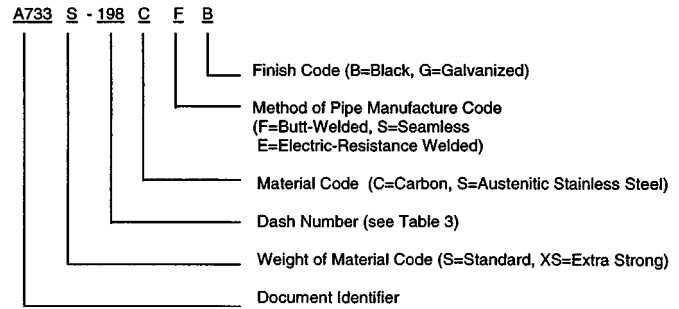 A733 S - 198 C F B
Finish Code (B=Black, G=Galvanized)
Method of Pipe Manufacture Code
(F=Butt-Welded, S=Seamless
E=Electric-Resistance Welded)
Material Code (C=Carbon, S=Austenitic Stainless Steel)
Dash Number (see Table 3)
Weight of Material Code (S=Standard, XS=Extra Strong)
Document Identifier